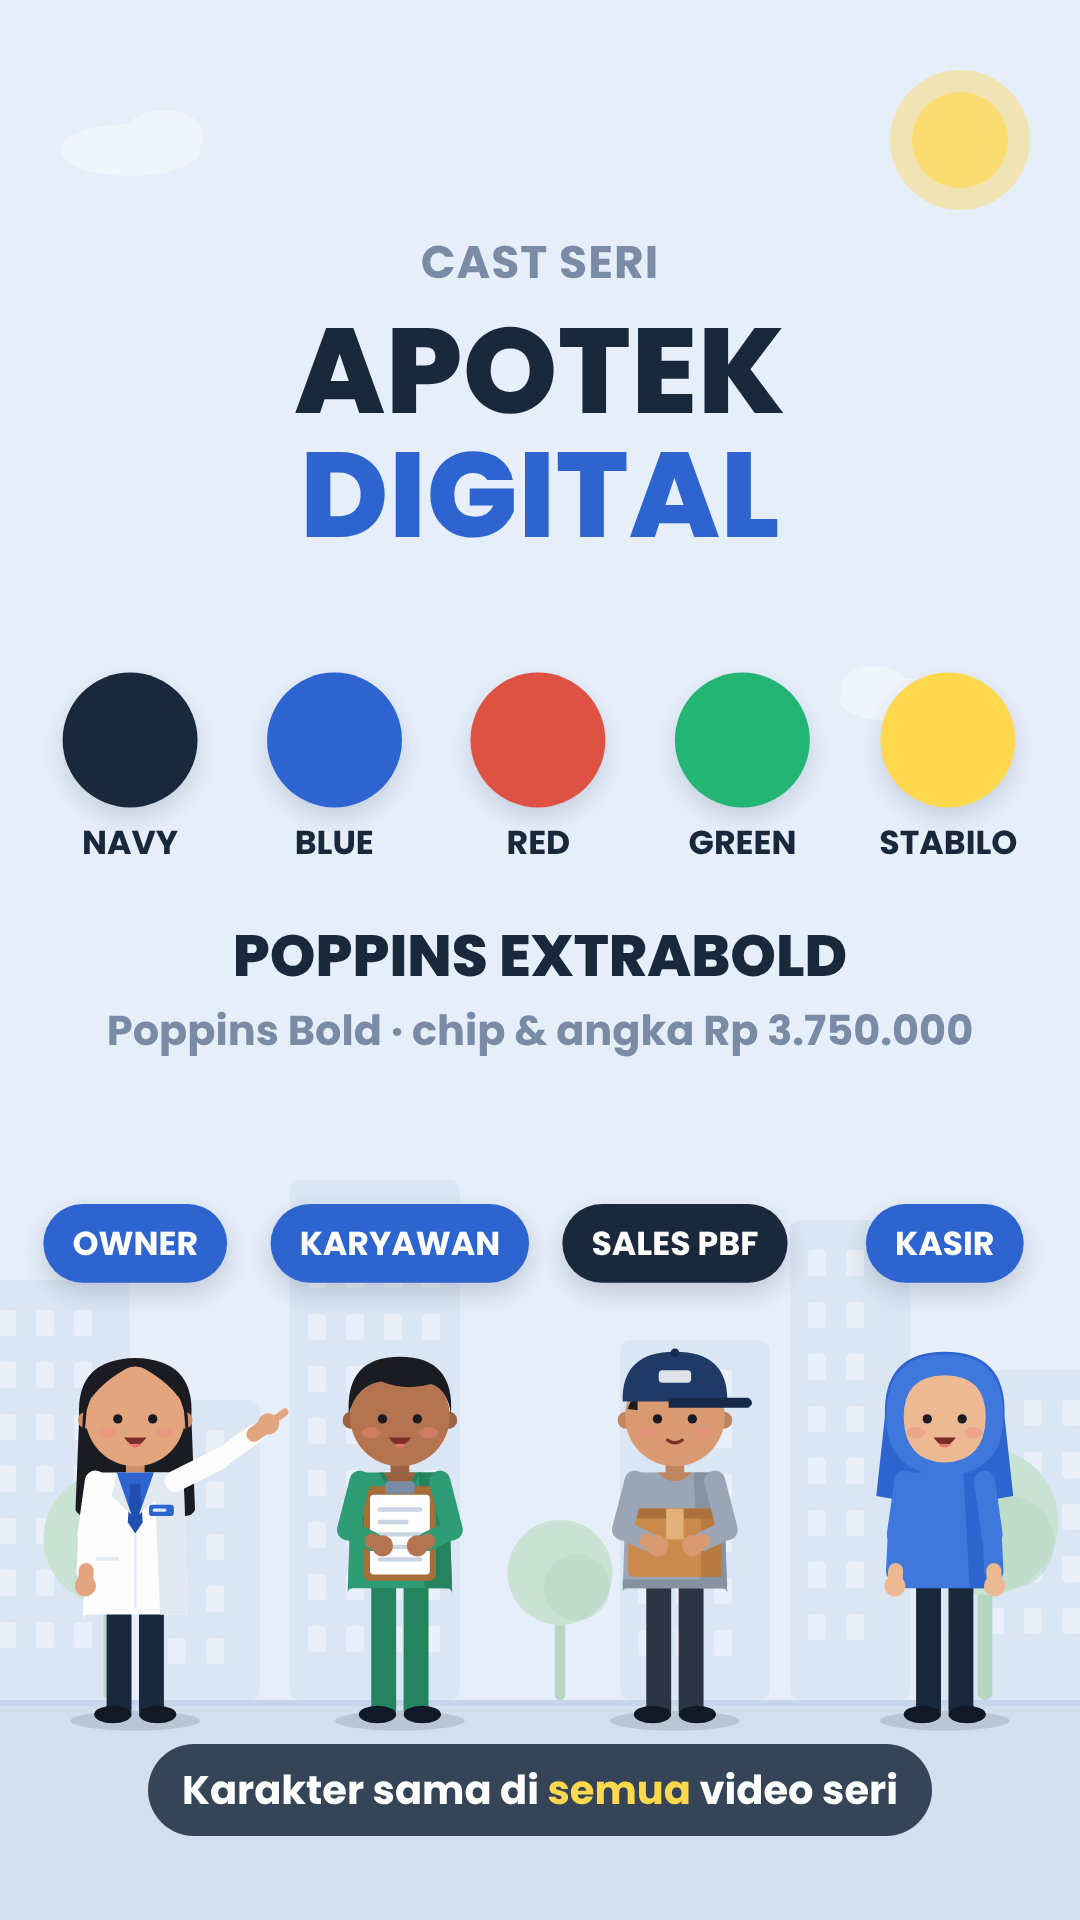 CAST SERI
APOTEK
DIGITAL
NAVY
BLUE
RED
GREEN
STABILO
POPPINS EXTRABOLD
Poppins Bold · chip & angka Rp 3.750.000
OWNER
KARYAWAN
SALES PBF
KASIR
Karakter sama di semua video seri